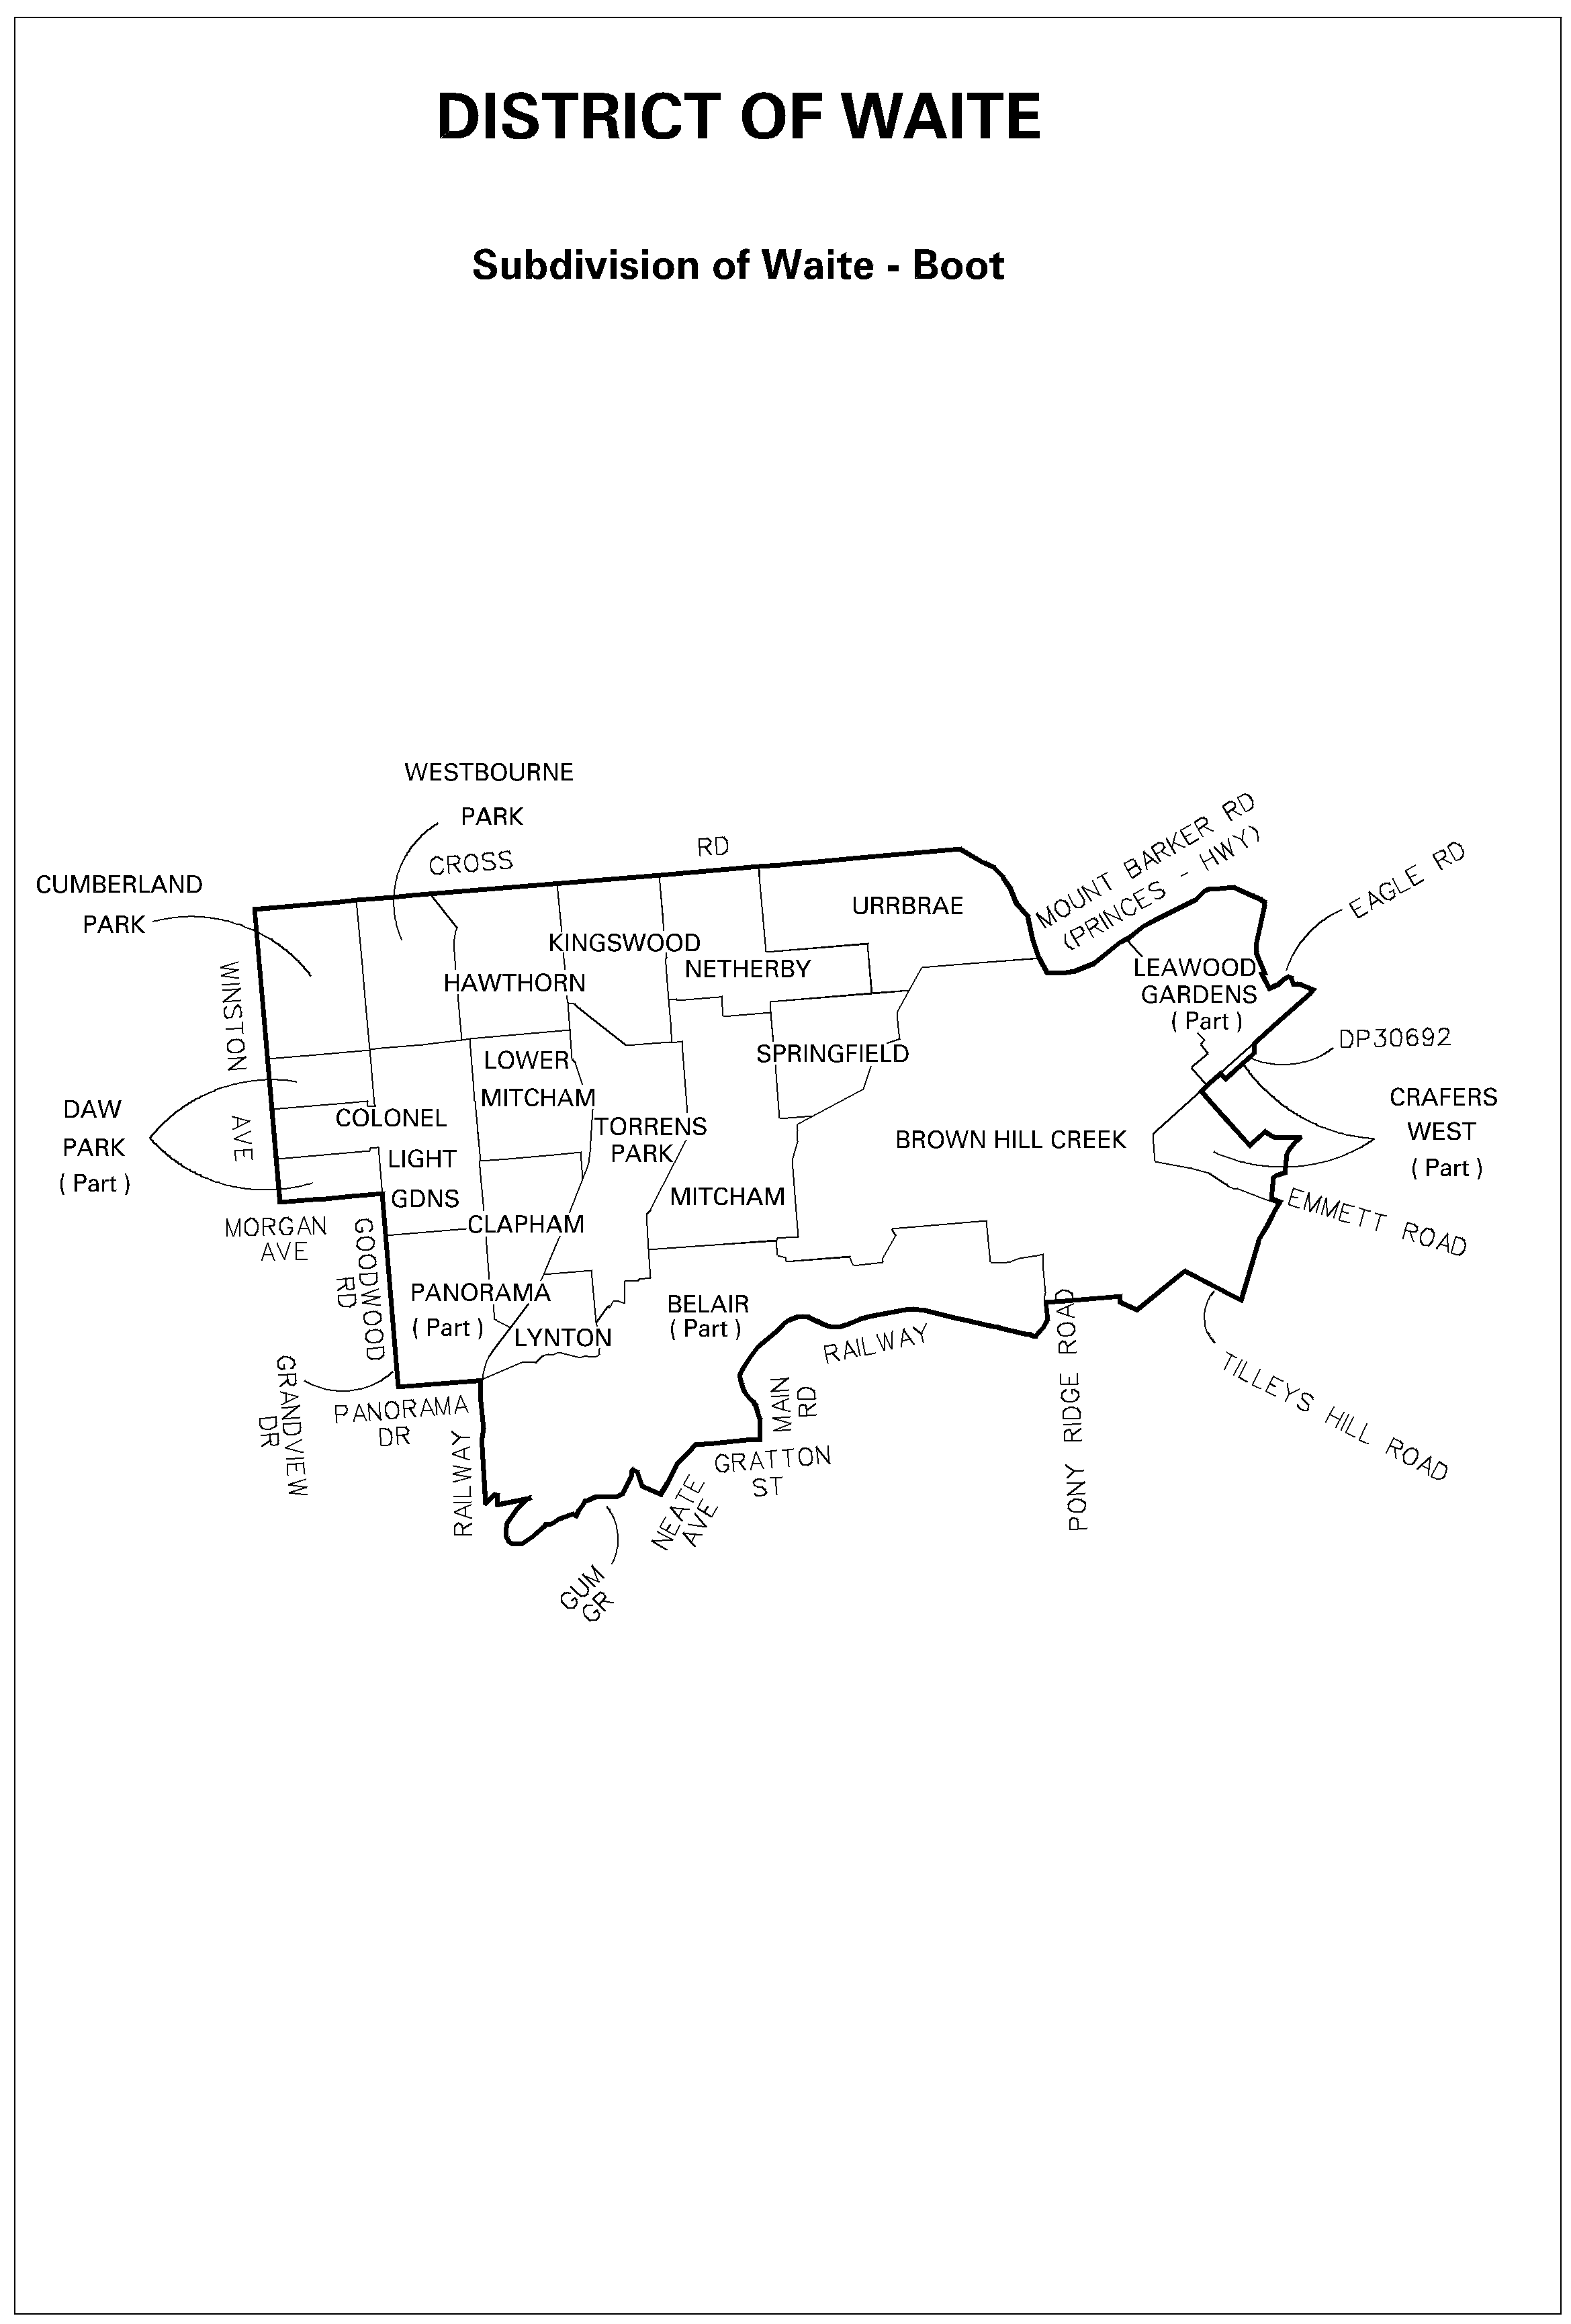 DISTRICT OF WAITE
Subdivision of Waite - Boot
WESTBOURNE
PARK
CROSS
RD
MOUNT BARKER RD
(PRINCES - HWY)
EAGLE RD
CUMBERLAND
PARK
URRBRAE
KINGSWOOD
NETHERBY
HAWTHORN
LEAWOOD
GARDENS
( Part )
WINSTON
AVE
DP30692
LOWER
MITCHAM
SPRINGFIELD
DAW
PARK
( Part )
COLONEL
LIGHT
GDNS
TORRENS
PARK
BROWN HILL CREEK
CRAFERS
WEST
( Part )
MITCHAM
EMMETT ROAD
MORGAN
AVE
GOODWOOD
RD
CLAPHAM
PANORAMA
( Part )
LYNTON
BELAIR
( Part )
RAILWAY
PONY RIDGE ROAD
TILLEYS HILL ROAD
GRANDVIEW
DR
PANORAMA
DR
RAILWAY
MAIN
RD
GRATTON
ST
NEATE
AVE
GUM
GR